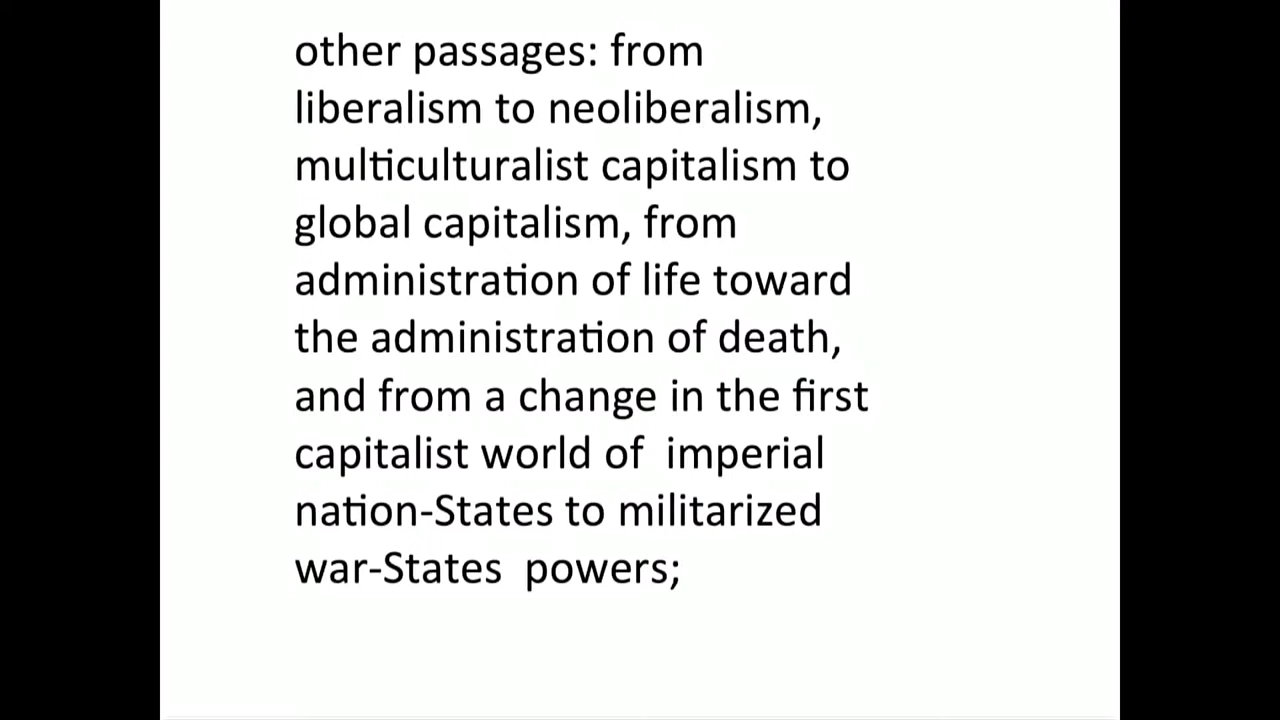 other passages: from
liberalism to neoliberalism,
multiculturalist capitalism to
global capitalism, from
administration of life toward
the administration of death,
and from a change in the first
capitalist world of  imperial
nation-States to militarized
war-States  powers;